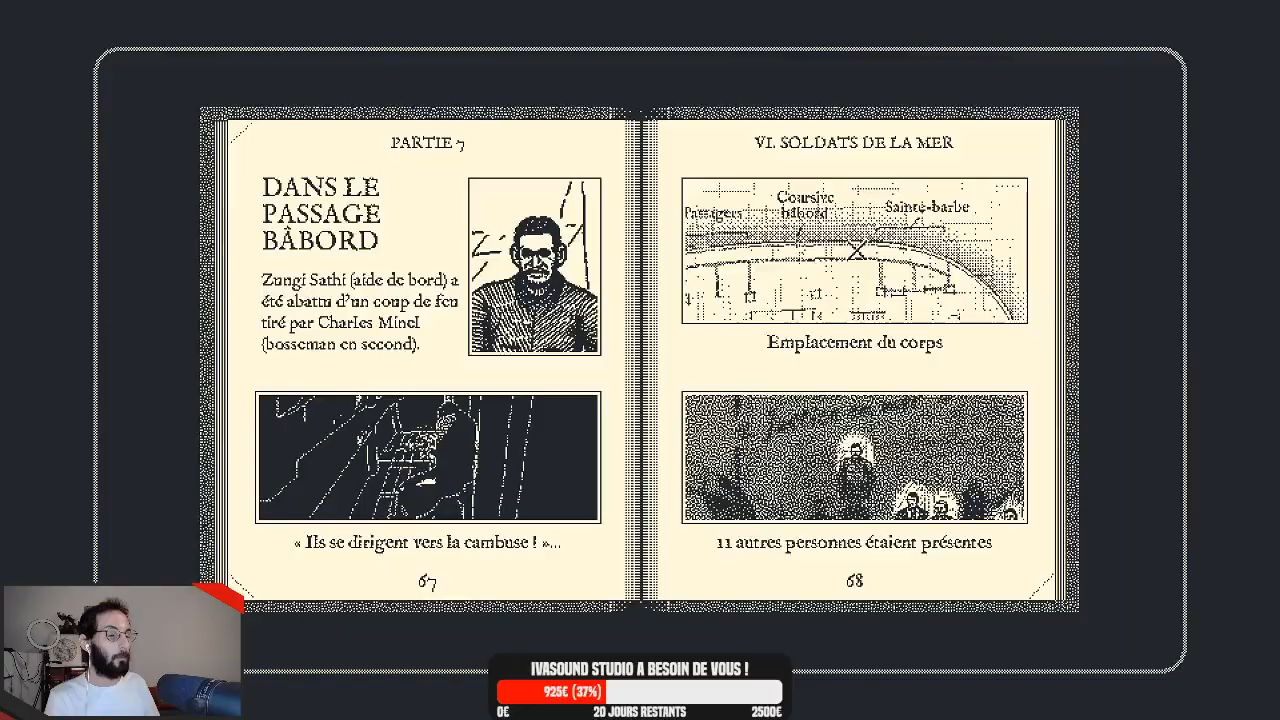 PARTIE 7
DANS LE
PASSAGE
BÂBORD
Zungi Sathi (aide de bord) a
été abattu d'un coup de feu
tiré par Charles Minel
(bosseman en second).
« Ils se dirigent vers la cambuse ! »...
67
VI. SOLDATS DE LA MER
Passagers
Coursive
bâbord
Sainte-barbe
Emplacement du corps
11 autres personnes étaient présentes
68
IVASOUND STUDIO A BESOIN DE VOUS !
925€ (37%)
0€ 20 JOURS RESTANTS 2500€